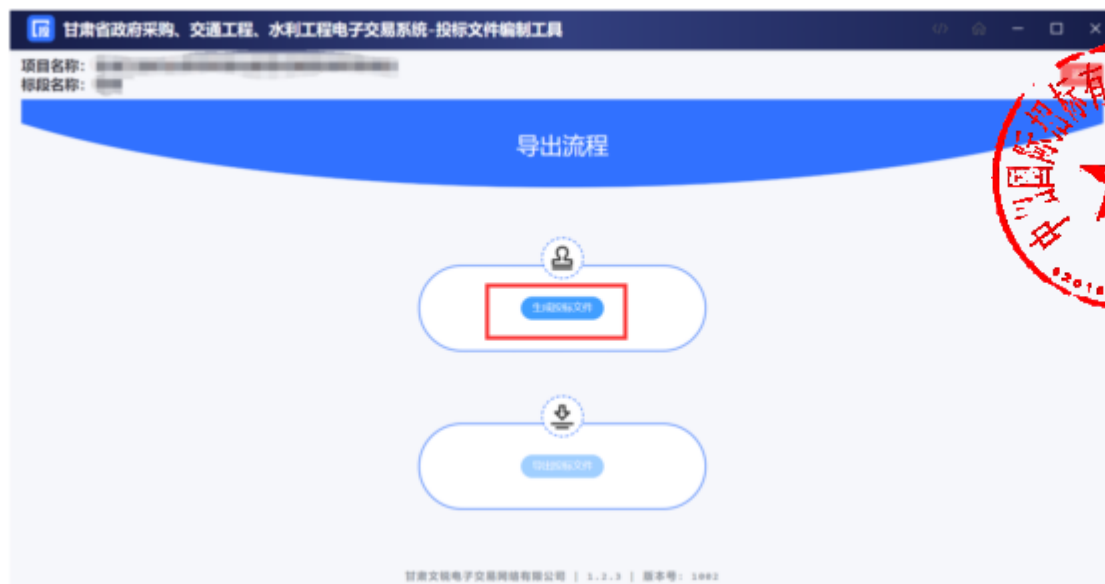 甘肃省政府采购、交通工程、水利工程电子交易系统-投标文件编制工具
项目名称：
标段名称：
导出流程
生成投标文件
导出投标文件
甘肃文锐电子交易网络有限公司 | 1.2.3 | 版本号: 1002
中国